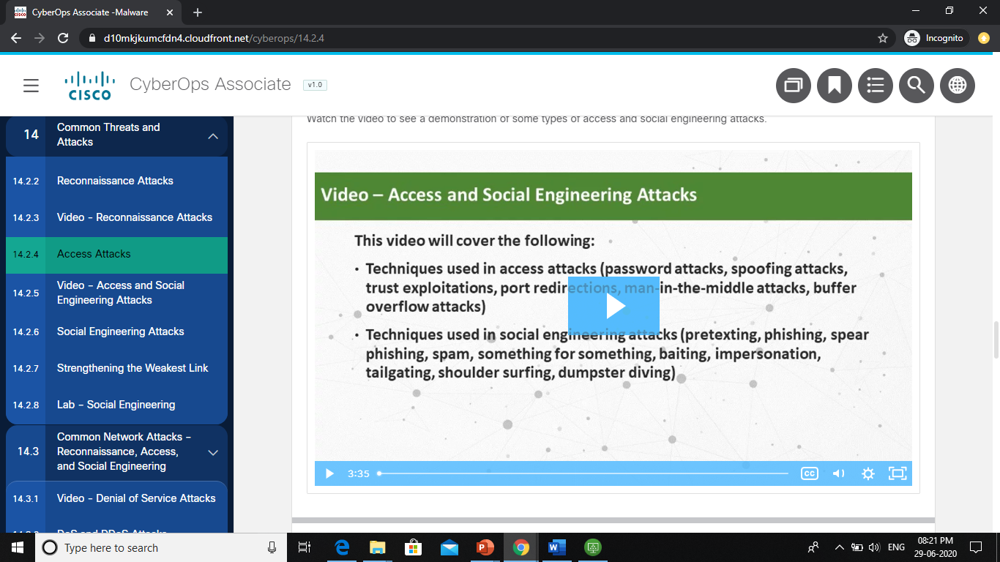 CyberOps Associate -Malware
d10mkjkumcfdn4.cloudfront.net/cyberops/14.2.4
Incognito
CISCO
CyberOps Associate
v1.0
14
Common Threats and
Attacks
14.2.2
Reconnaissance Attacks
14.2.3
Video - Reconnaissance Attacks
14.2.4
Access Attacks
14.2.5
Video - Access and Social
Engineering Attacks
14.2.6
Social Engineering Attacks
14.2.7
Strengthening the Weakest Link
14.2.8
Lab - Social Engineering
14.3
Common Network Attacks -
Reconnaissance, Access,
and Social Engineering
14.3.1
Video - Denial of Service Attacks
DoS and DDoS Attacks
Watch the video to see a demonstration of some types of access and social engineering attacks.
Video – Access and Social Engineering Attacks
This video will cover the following:
• Techniques used in access attacks (password attacks, spoofing attacks,
trust exploitations, port redirections, man-in-the-middle attacks, buffer
overflow attacks)
• Techniques used in social engineering attacks (pretexting, phishing, spear
phishing, spam, something for something, baiting, impersonation,
tailgating, shoulder surfing, dumpster diving)
3:35
CC
Type here to search
ENG
08:21 PM
29-06-2020